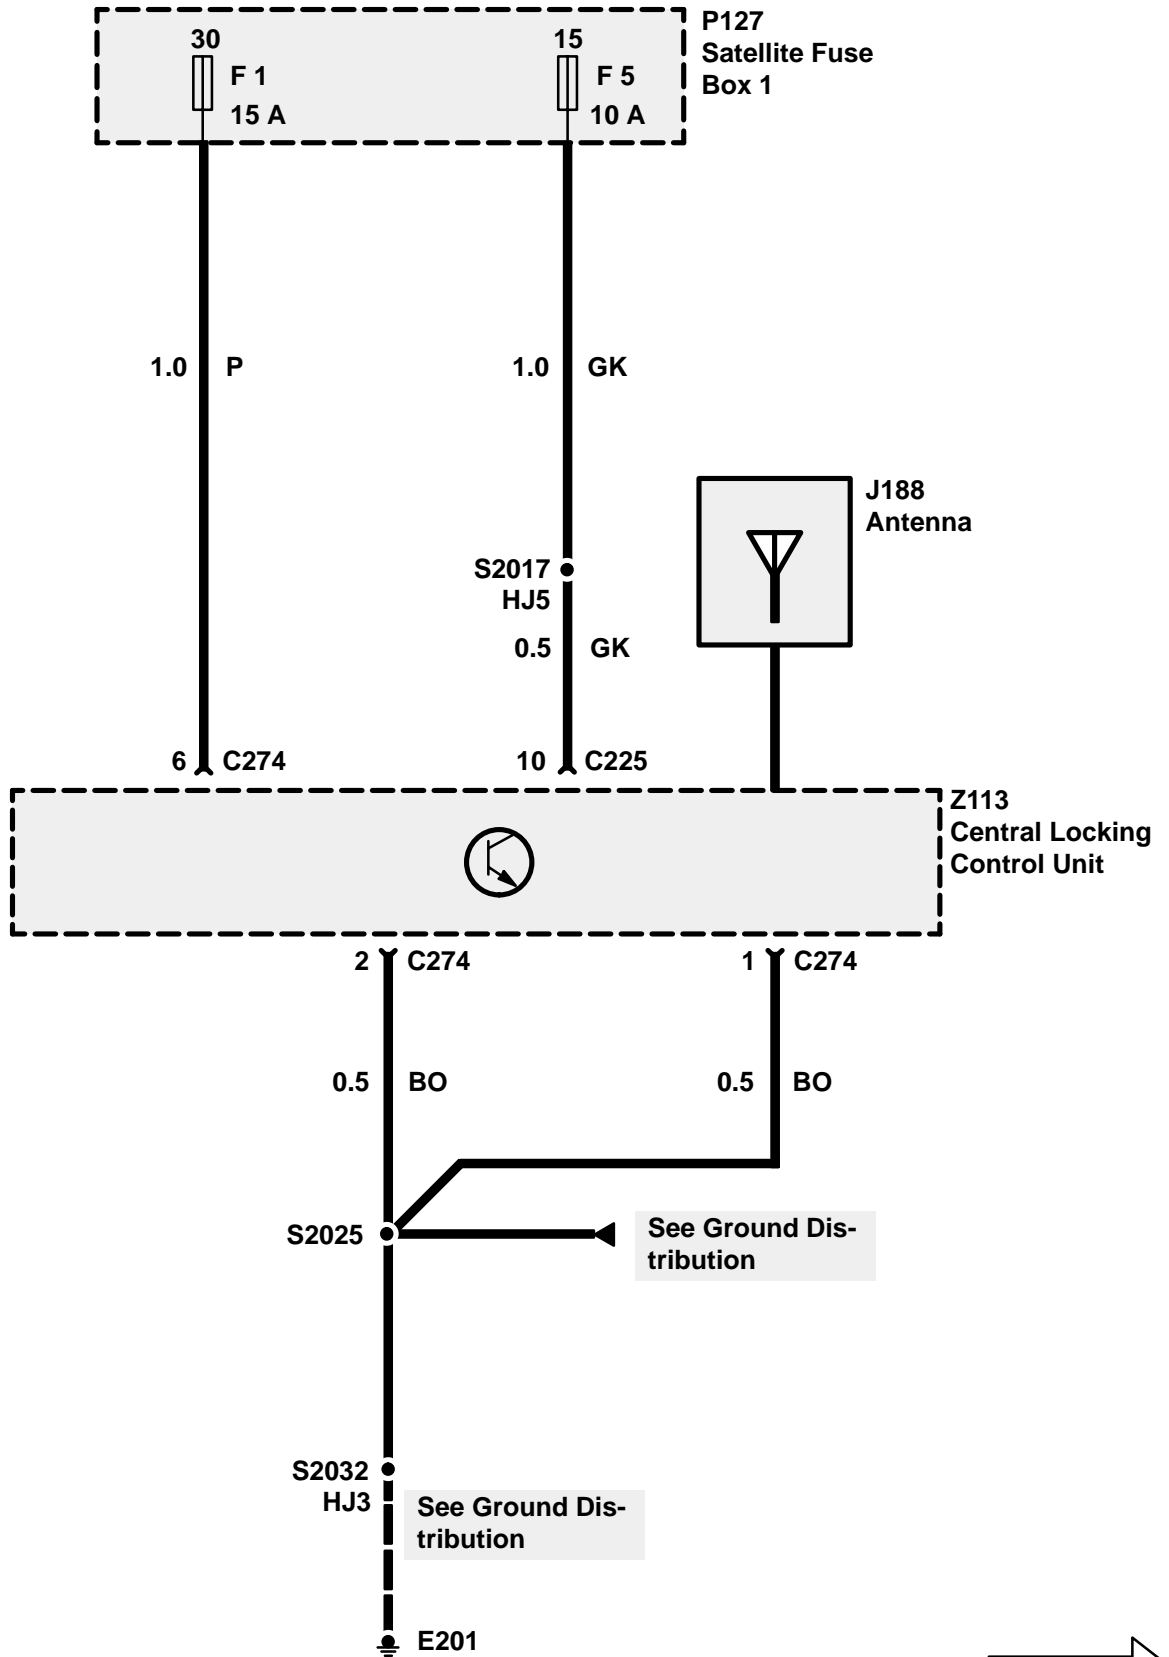 P127
Satellite Fuse
Box 1
30
15
F 1
F 5
15 A
10 A
1.0
P
1.0
GK
J188
Antenna
S2017
HJ5
0.5
GK
6
C274
10
C225
Z113
Central Locking
Control Unit
2
C274
1
C274
0.5
BO
0.5
BO
S2025
See Ground Dis-
tribution
S2032
HJ3
See Ground Dis-
tribution
E201